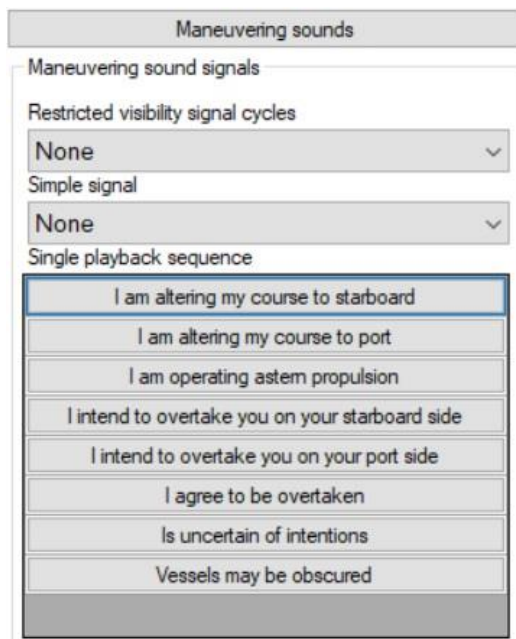 Maneuvering sounds
Maneuvering sound signals
Restricted visibility signal cycles
None
Simple signal
None
Single playback sequence
I am altering my course to starboard
I am altering my course to port
I am operating astern propulsion
I intend to overtake you on your starboard side
I intend to overtake you on your port side
I agree to be overtaken
Is uncertain of intentions
Vessels may be obscured